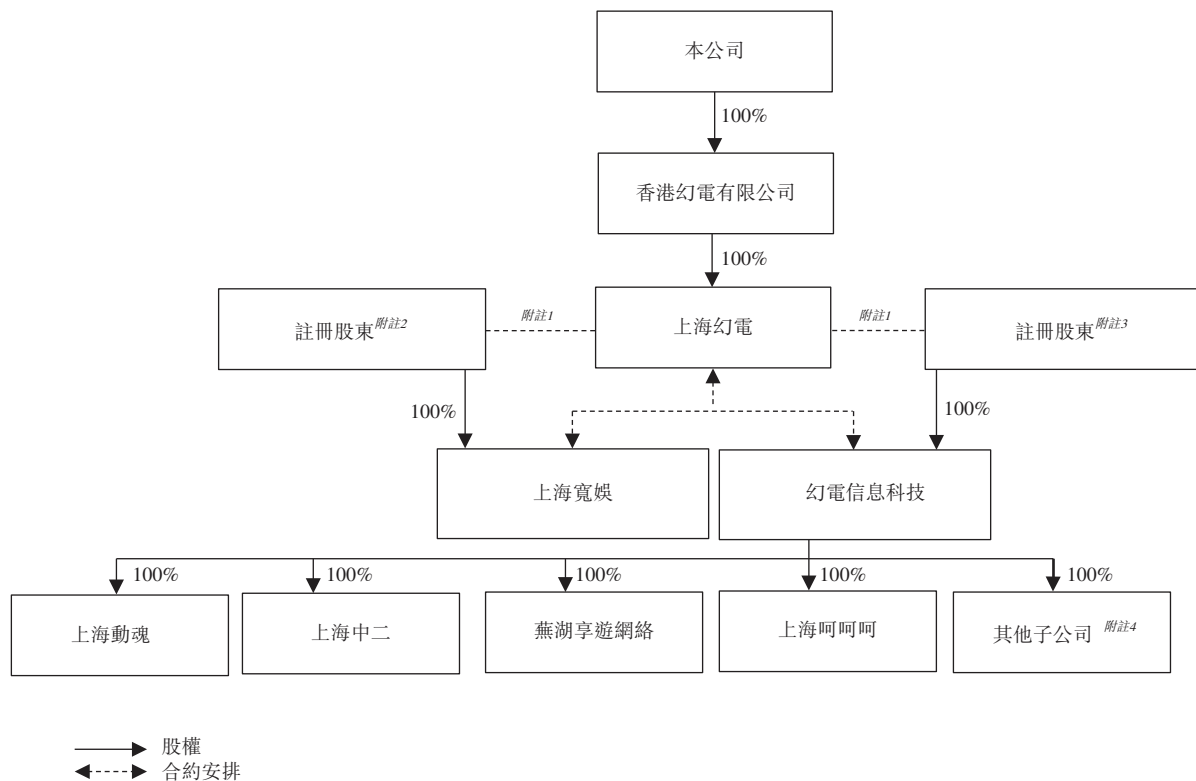 本公司
100%
香港幻電有限公司
100%
註冊股東附註2
附註1
上海幻電
附註1
註冊股東附註3
100%
100%
上海寬娛
幻電信息科技
100%
100%
100%
100%
100%
上海動魂
上海中二
蕪湖享遊網絡
上海呵呵呵
其他子公司 附註4
股權
合約安排